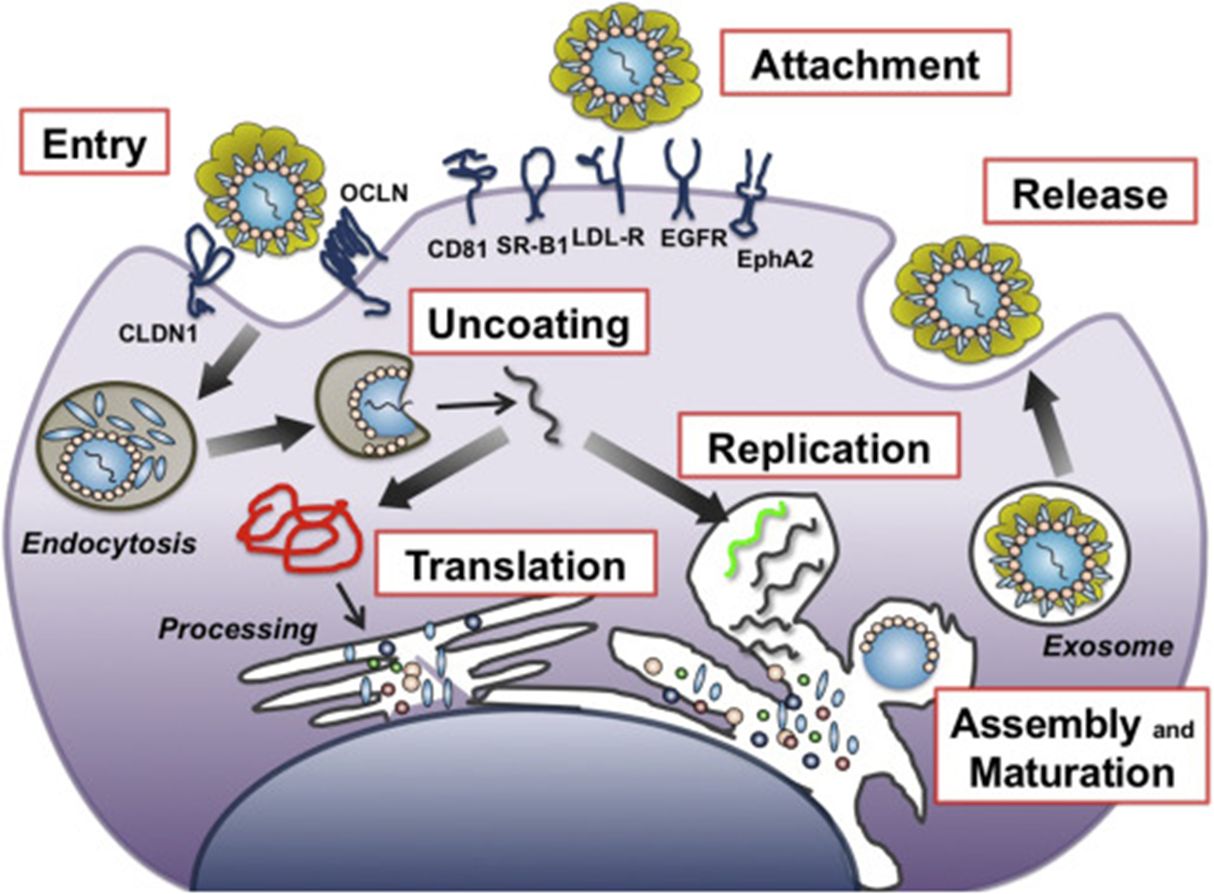 Attachment
Entry
Release
OCLN
CD81 SR-B1 LDL-R EGFR
EphA2
CLDN1
Uncoating
Replication
Endocytosis
Translation
Processing
Exosome
Assembly and
Maturation